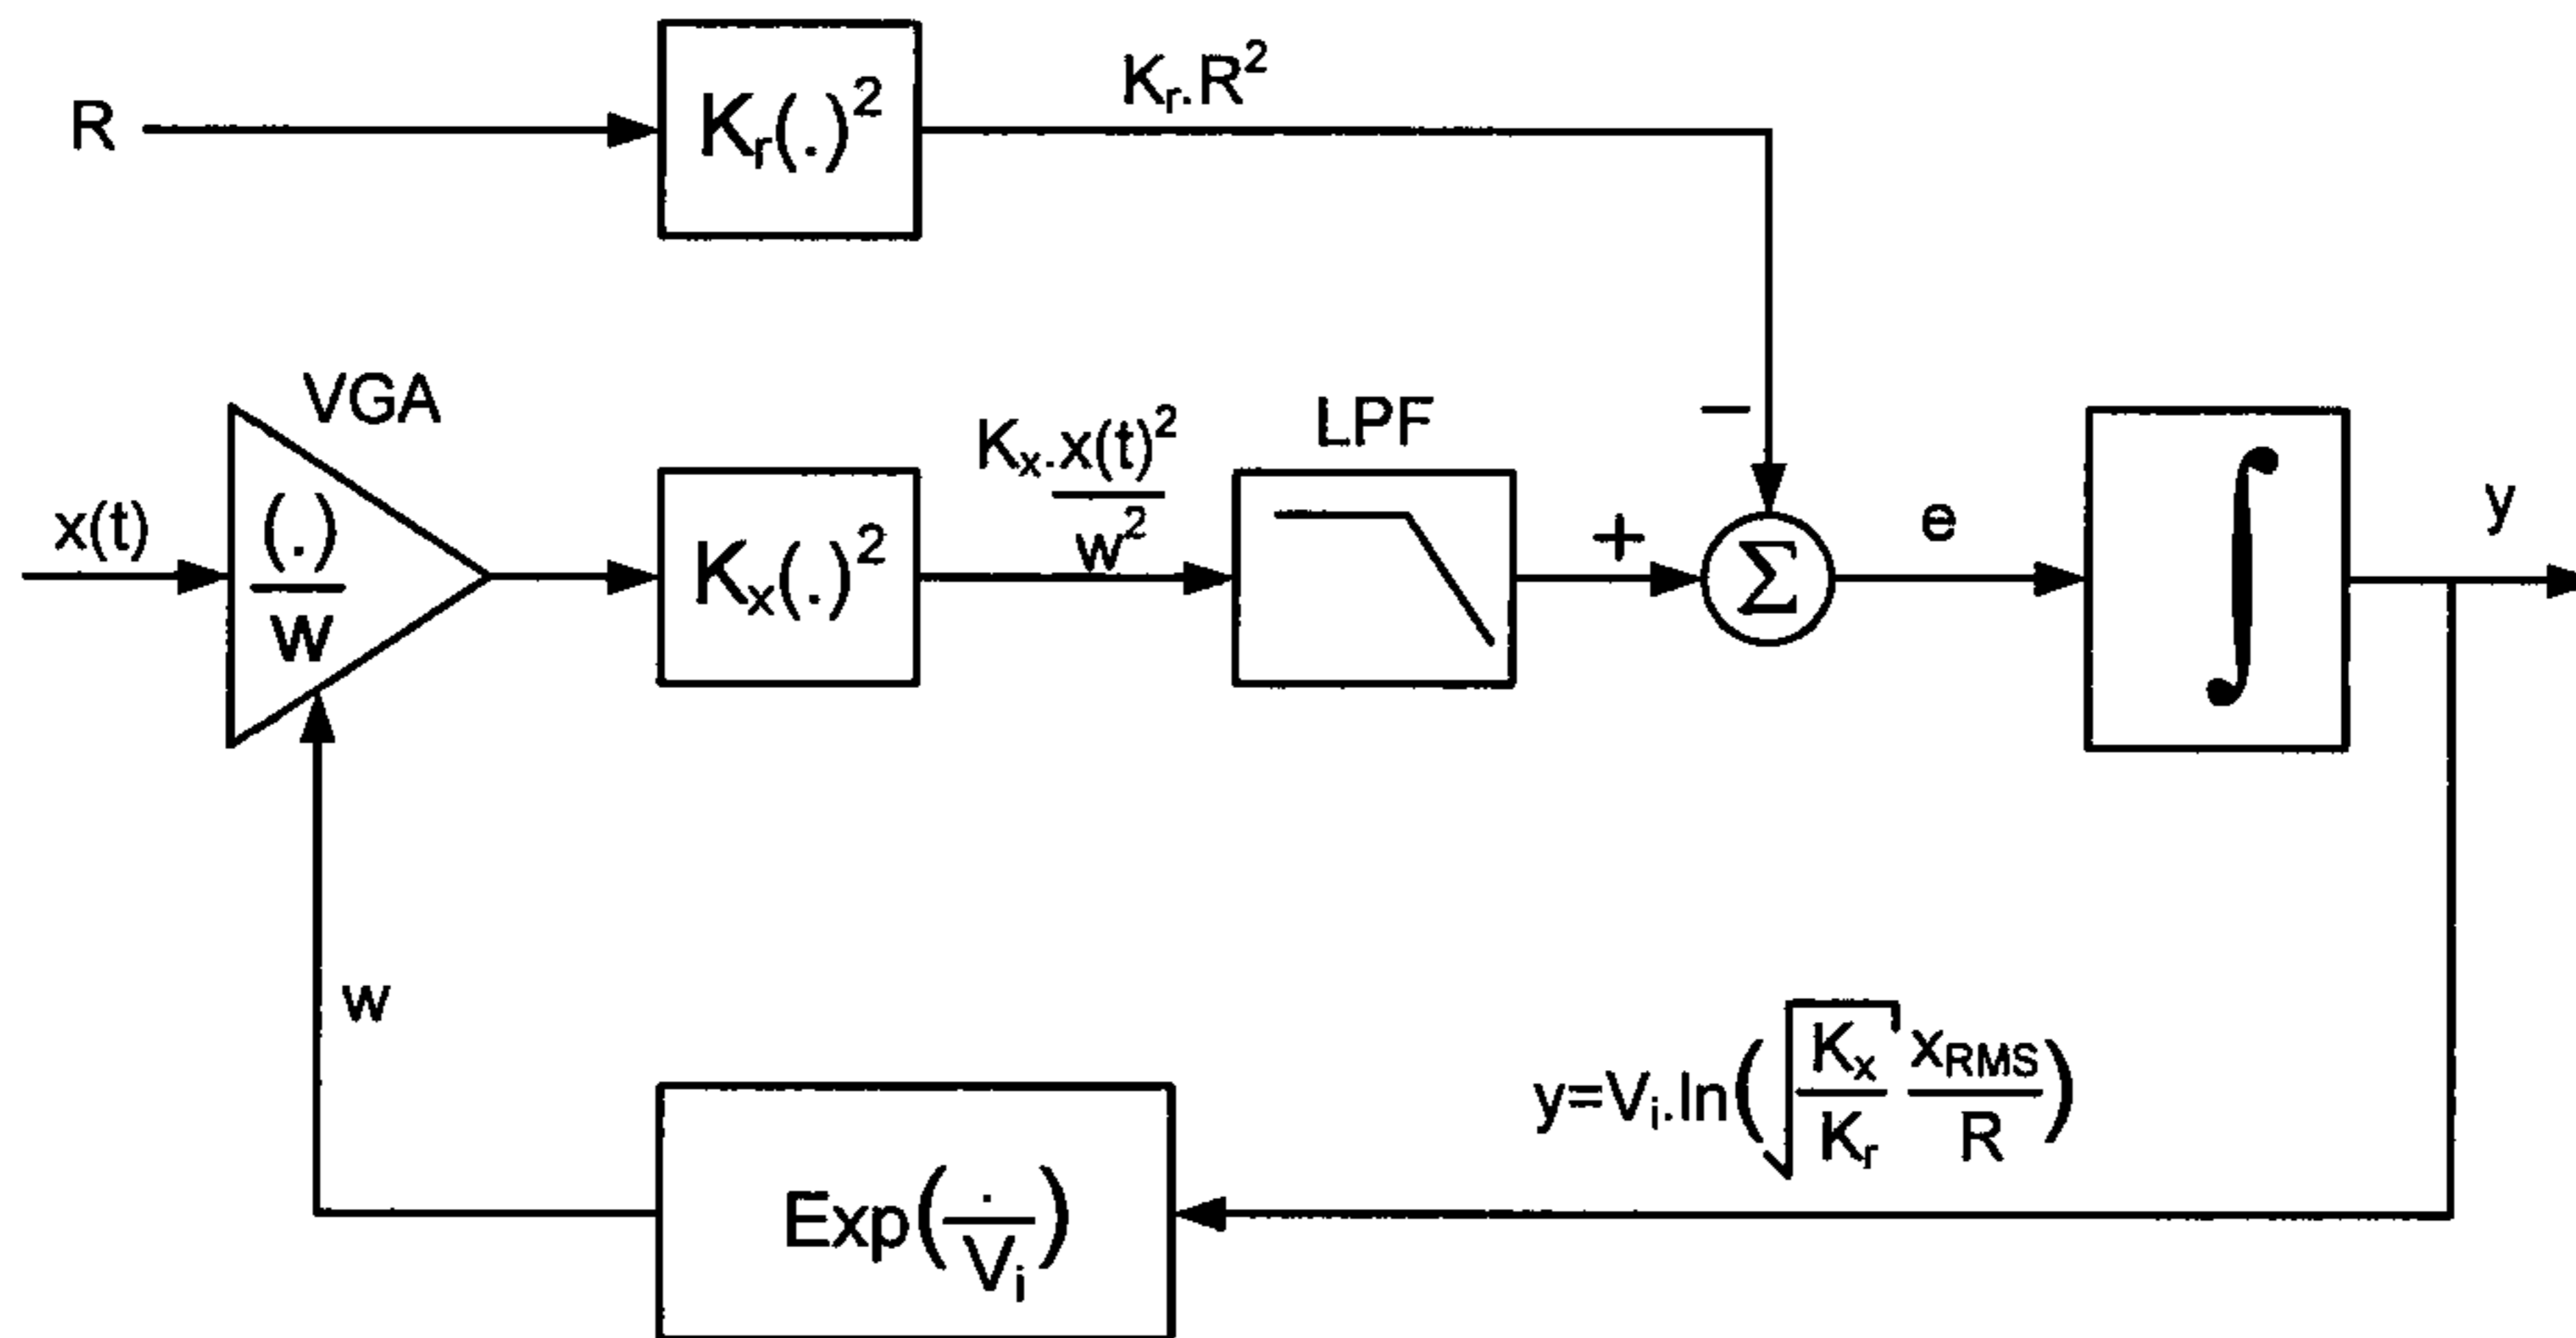 R
Kr(.)²
Kr.R²
VGA
x(t)
(.)
W
Kx(.)²
Kx.x(t)²
w²
LPF
−
+
Σ
e
∫
y
w
Exp(./Vi)
y=Vi.ln(√Kx/Kr xRMS/R)